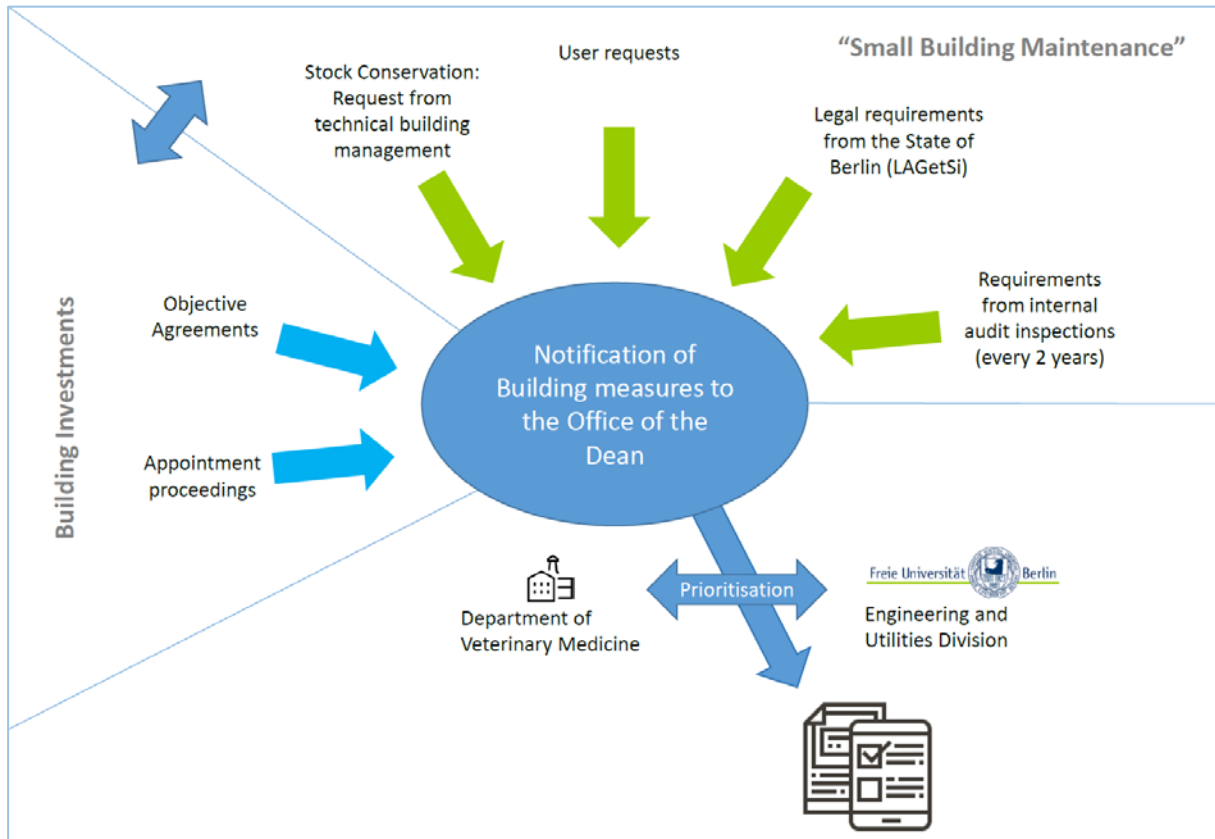 “Small Building Maintenance”
User requests
Stock Conservation:
Request from
technical building
management
Legal requirements
from the State of
Berlin (LAGetSi)
Requirements
from internal
audit inspections
(every 2 years)
Building Investments
Objective
Agreements
Appointment
proceedings
Notification of
Building measures to
the Office of the
Dean
Prioritisation
Department of
Veterinary Medicine
Freie Universität Berlin
Engineering and
Utilities Division